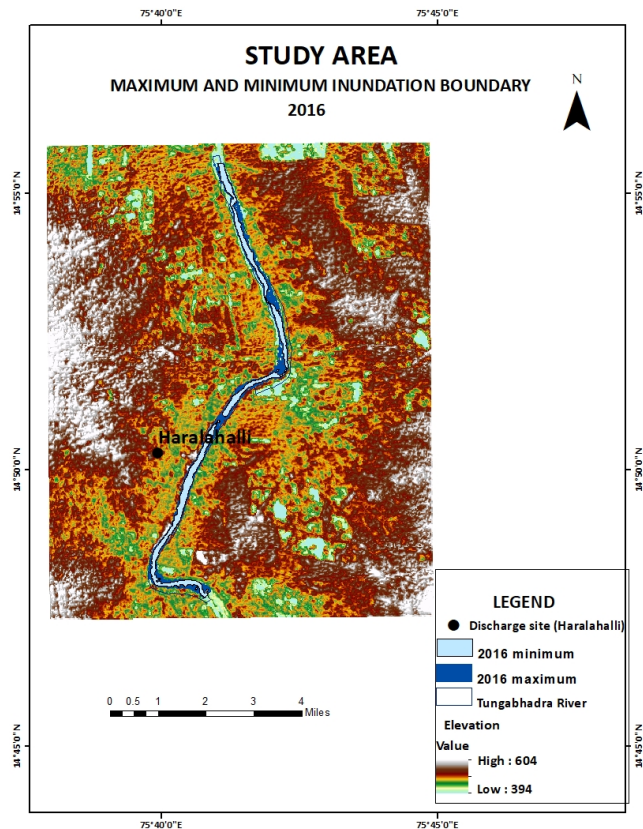 75°40'0"E 75°45'0"E
STUDY AREA
MAXIMUM AND MINIMUM INUNDATION BOUNDARY
2016
N
14°55'0"N 14°55'0"N
Haralahalli
14°50'0"N 14°50'0"N
LEGEND
Discharge site (Haralahalli)
2016 minimum
2016 maximum
Tungabhadra River
Elevation
Value
High : 604
Low : 394
0 0.5 1 2 3 4
Miles
14°45'0"N 14°45'0"N
75°40'0"E 75°45'0"E